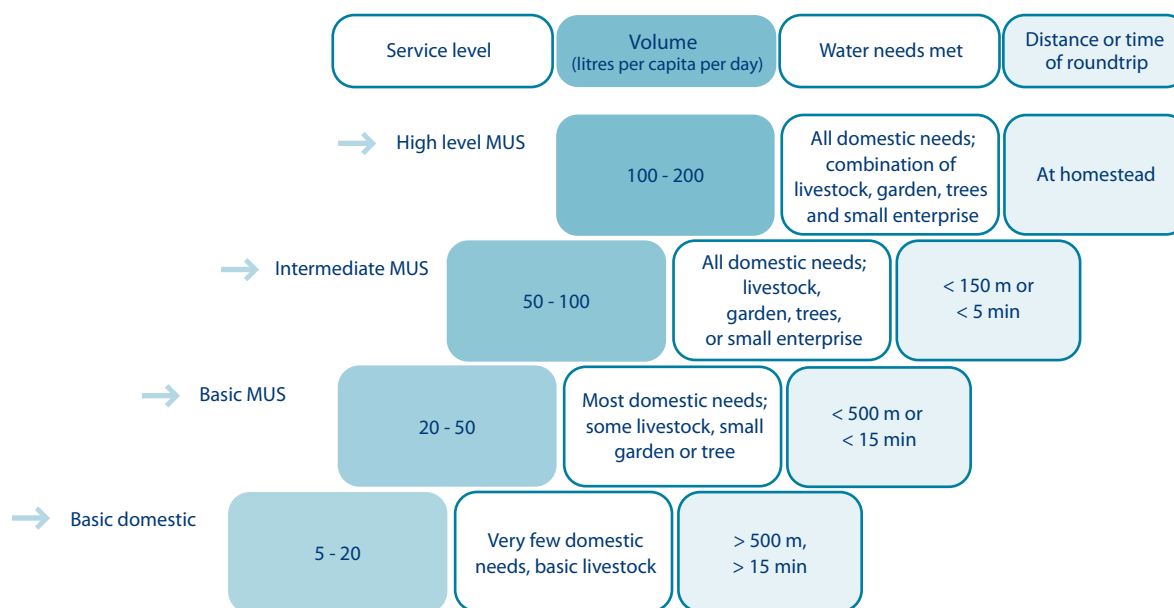 Service level
Volume
(litres per capita per day)
Water needs met
Distance or time
of roundtrip
High level MUS
100 - 200
All domestic needs;
combination of
livestock, garden, trees
and small enterprise
At homestead
Intermediate MUS
50 - 100
All domestic needs;
livestock,
garden, trees,
or small enterprise
< 150 m or
< 5 min
Basic MUS
20 - 50
Most domestic needs;
some livestock, small
garden or tree
< 500 m or
< 15 min
Basic domestic
5 - 20
Very few domestic
needs, basic livestock
> 500 m,
> 15 min